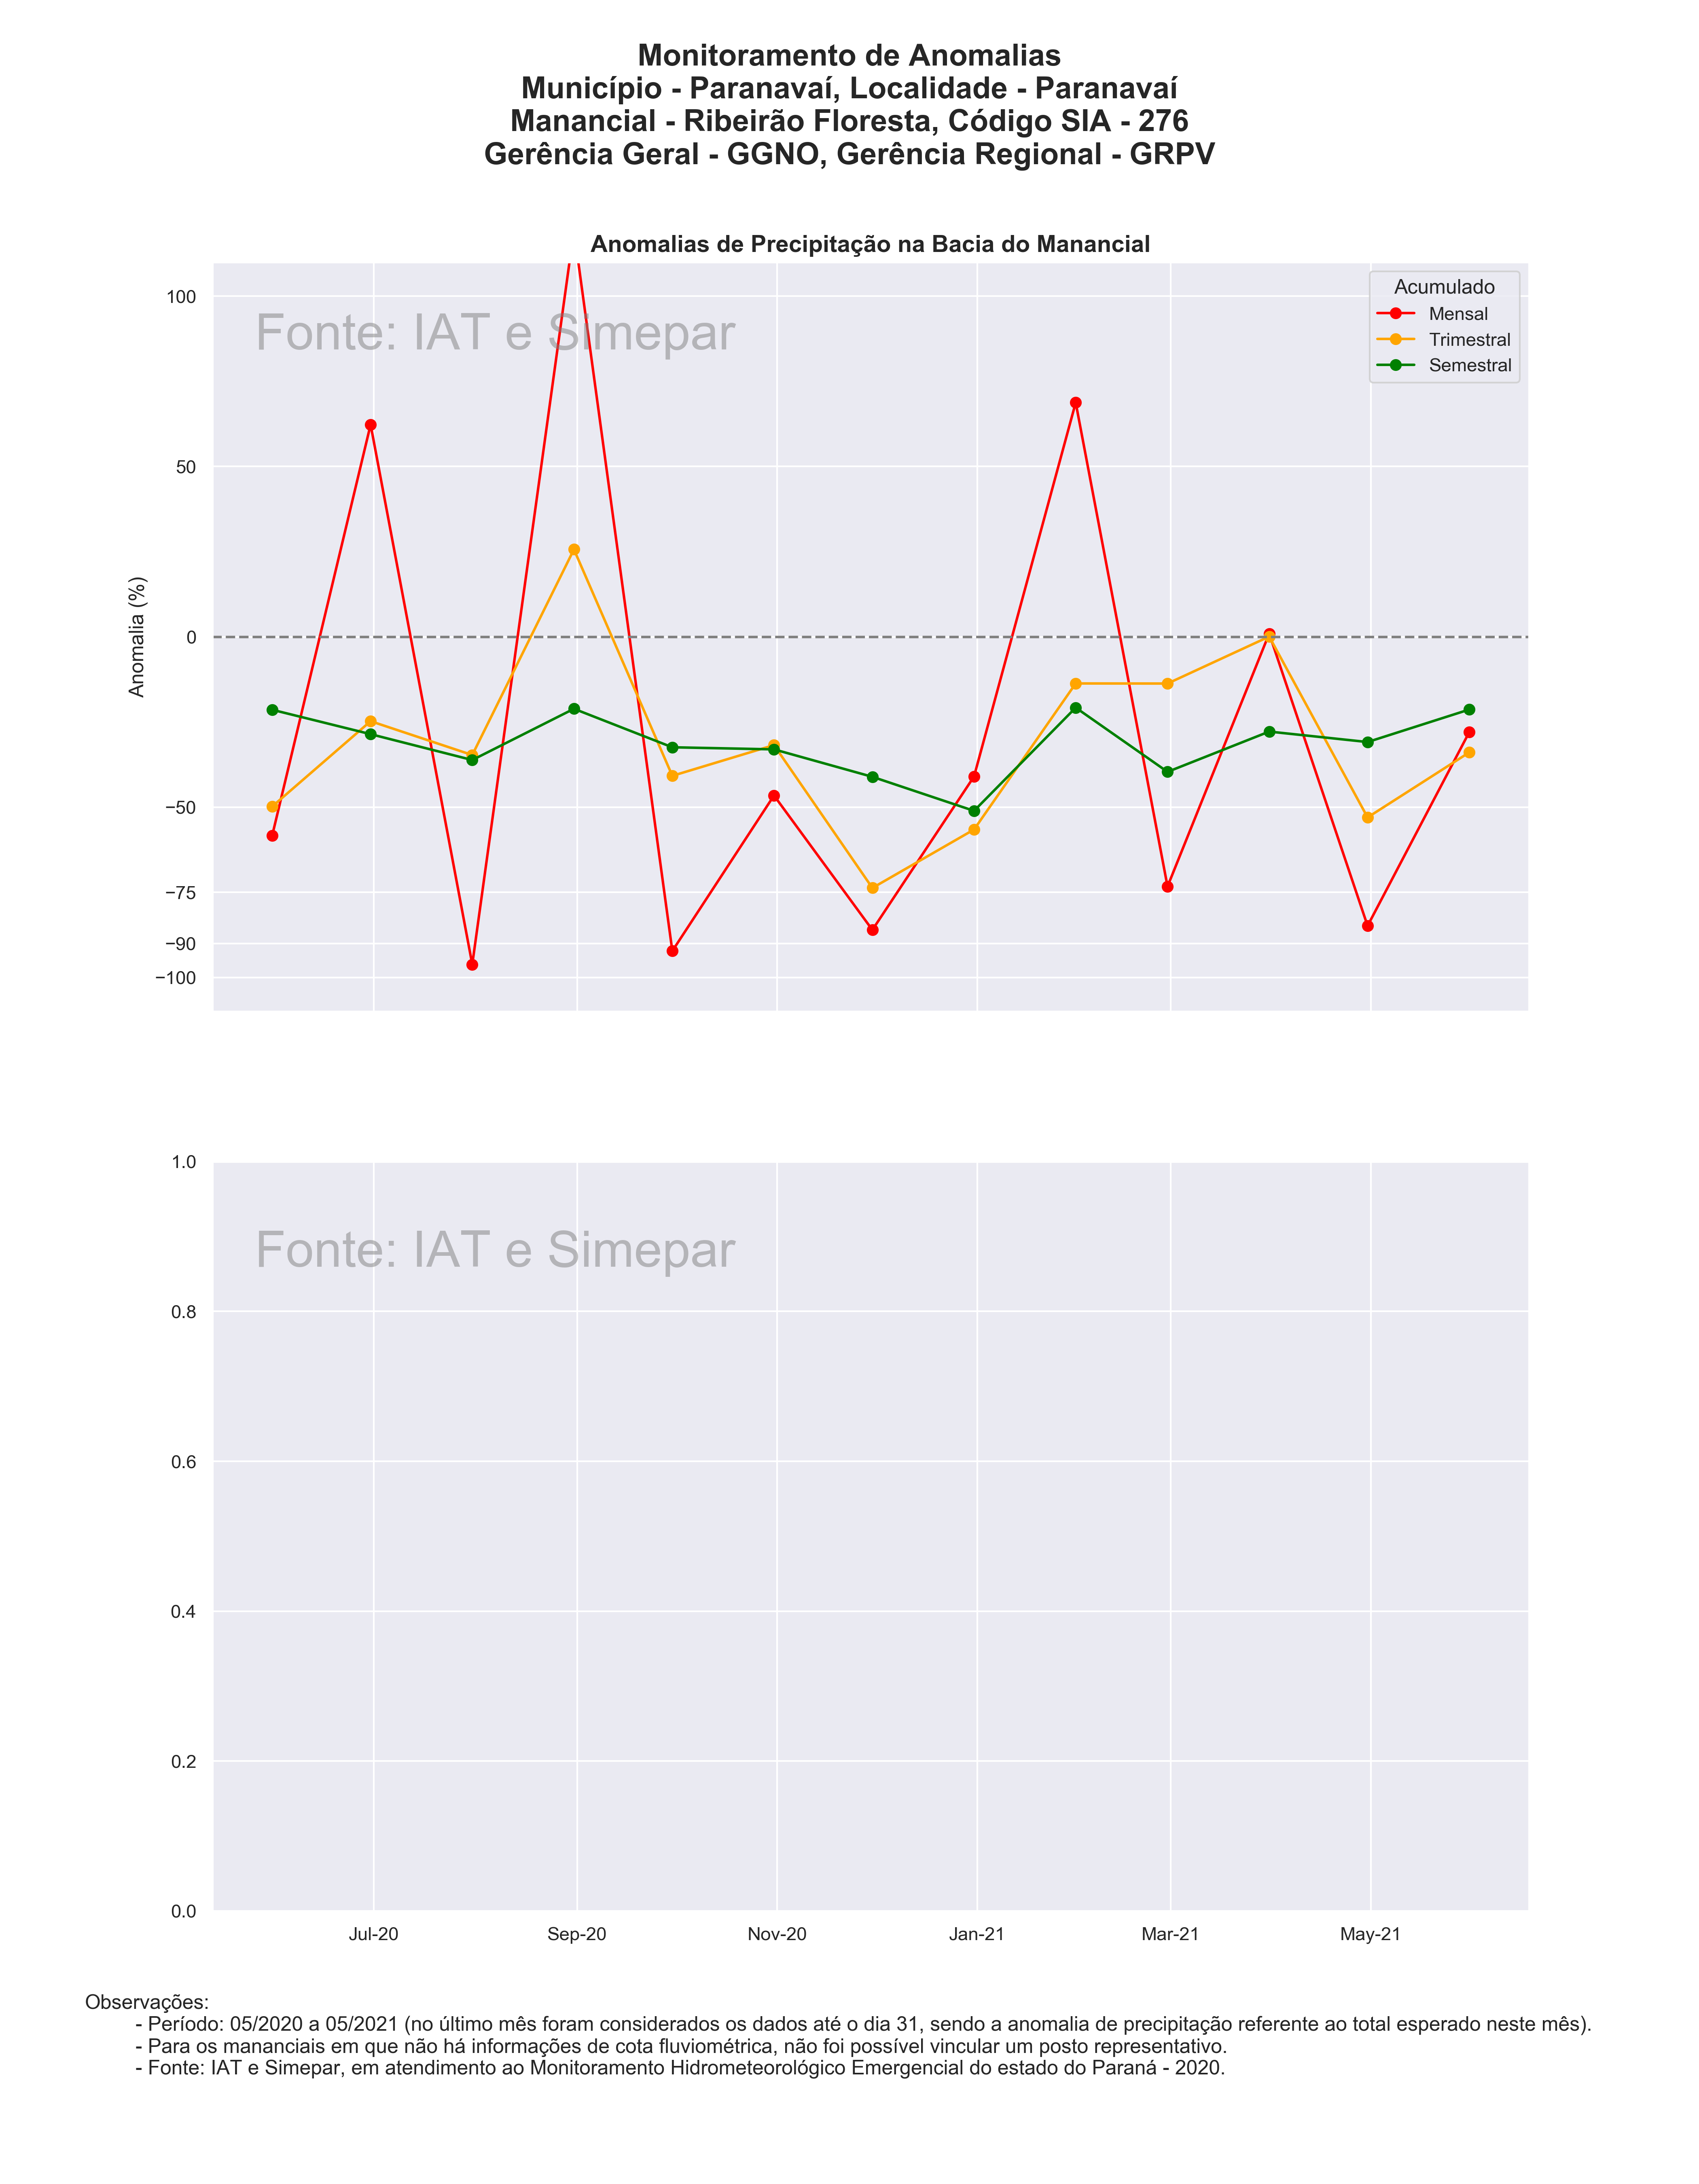 Monitoramento de Anomalias
Município - Paranavaí, Localidade - Paranavaí
Manancial - Ribeirão Floresta, Código SIA - 276
Gerência Geral - GGNO, Gerência Regional - GRPV
Anomalias de Precipitação na Bacia do Manancial
Fonte: IAT e Simepar
Acumulado
Mensal
Trimestral
Semestral
Anomalia (%)
100
50
0
−50
−75
−90
−100
Fonte: IAT e Simepar
1.0
0.8
0.6
0.4
0.2
0.0
Jul-20 Sep-20 Nov-20 Jan-21 Mar-21 May-21
Observações:
- Período: 05/2020 a 05/2021 (no último mês foram considerados os dados até o dia 31, sendo a anomalia de precipitação referente ao total esperado neste mês).
- Para os mananciais em que não há informações de cota fluviométrica, não foi possível vincular um posto representativo.
- Fonte: IAT e Simepar, em atendimento ao Monitoramento Hidrometeorológico Emergencial do estado do Paraná - 2020.